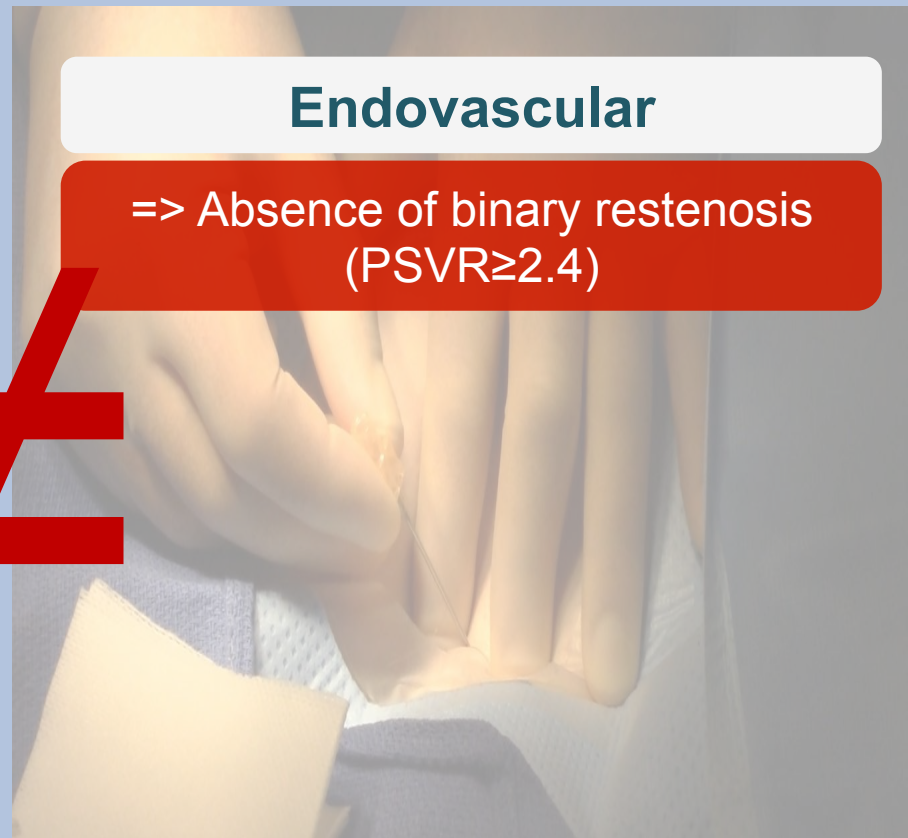 Endovascular
=> Absence of binary restenosis
(PSVR≥2.4)
≠